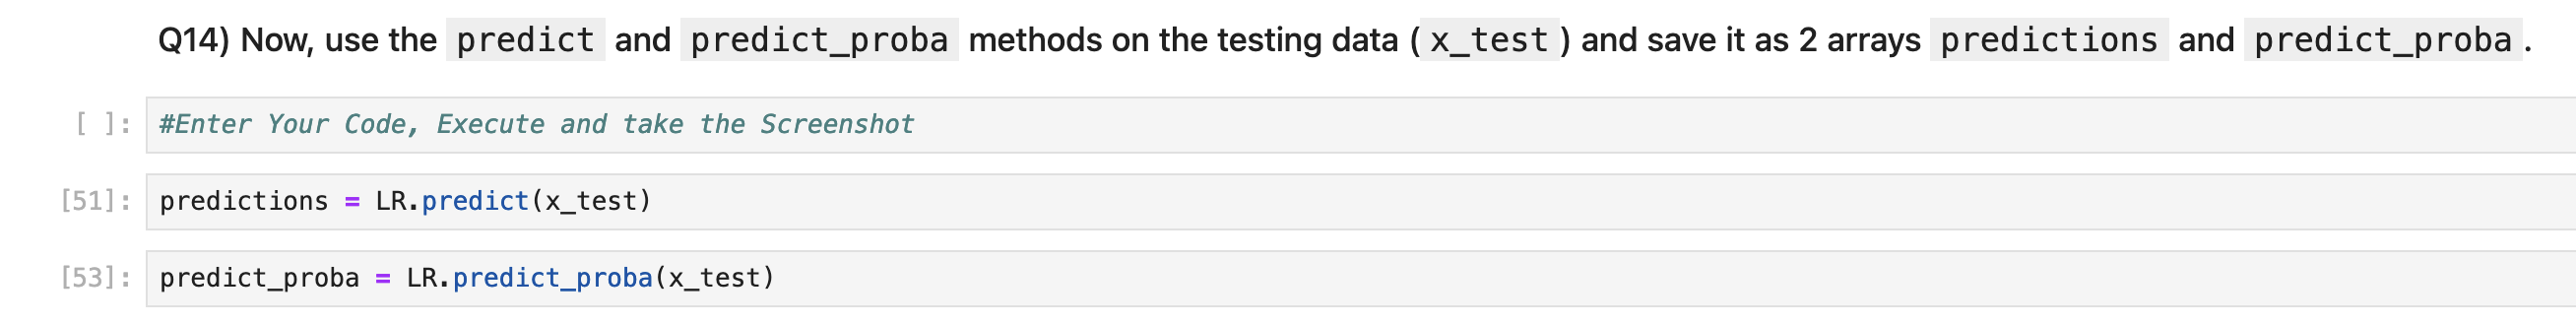 Q14) Now, use the predict and predict_proba methods on the testing data ( x_test ) and save it as 2 arrays predictions and predict_proba .
[ ]: #Enter Your Code, Execute and take the Screenshot
[51]: predictions = LR.predict(x_test)
[53]: predict_proba = LR.predict_proba(x_test)